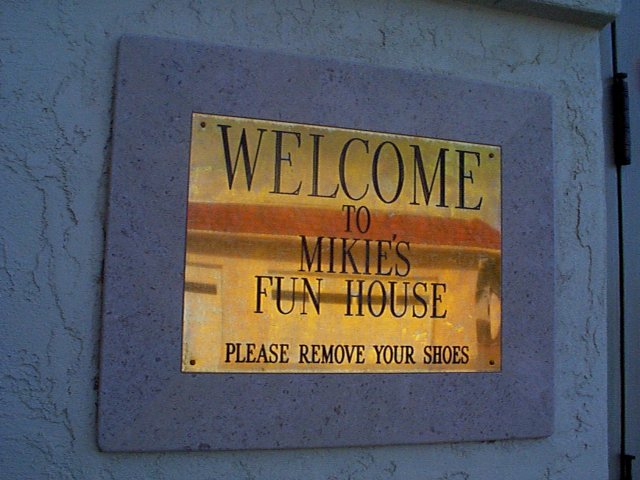 WELCOME
TO
MIKIE'S
FUN HOUSE
PLEASE REMOVE YOUR SHOES